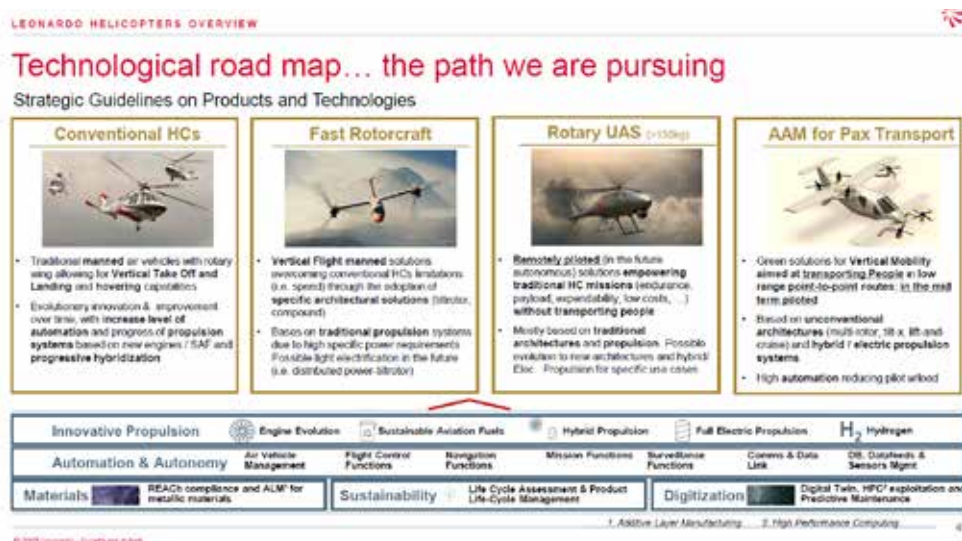 LEONARDO HELICOPTERS OVERVIEW
Technological road map... the path we are pursuing
Strategic Guidelines on Products and Technologies
Conventional HCs
• Traditional manned air vehicles with rotary
wing allowing for Vertical Take Off and
Landing and hovering capabilities
• Evolutionary innovation & improvement
over time, with increase level of
automation and progress of propulsion
systems based on new engines / SAF and
progressive hybridization
Fast Rotorcraft
• Vertical Flight manned solutions
overcoming conventional HCs limitations
(i.e. speed) through the adoption of
specific architectural solutions (tiltrotor,
compound)
• Bases on traditional propulsion systems
due to high specific power requirements
Possible light electrification in the future
(i.e. distributed power-tiltrotor)
Rotary UAS (>150kg)
• Remotely piloted (in the future
autonomous) solutions empowering
traditional HC missions (endurance,
payload, expendability, low costs, ...)
without transporting people
• Mostly based on traditional
architectures and propulsion. Possible
evolution to new architectures and hybrid/
Elec. Propulsion for specific use cases
AAM for Pax Transport
• Green solutions for Vertical Mobility
aimed at transporting People in low
range point-to-point routes: in the mid
term piloted
• Based on unconventional
architectures (multi-rotor, tilt-x, lift-and-
cruise) and hybrid / electric propulsion
systems
• High automation reducing pilot w/load
Innovative Propulsion
Engine Evolution
Sustainable Aviation Fuels
Hybrid Propulsion
Full Electric Propulsion
H2 Hydrogen
Automation & Autonomy
Air Vehicle
Management
Flight Control
Functions
Navigation
Functions
Mission Functions
Surveillance
Functions
Comms & Data
Link
DB, Datafeeds &
Sensors Mgmt
Materials
REACh compliance and ALM¹ for
metallic materials
Sustainability
Life Cycle Assessment & Product
Life-Cycle Management
Digitization
Digital Twin, HPC² exploitation and
Predictive Maintenance
1. Additive Layer Manufacturing 2. High Performance Computing